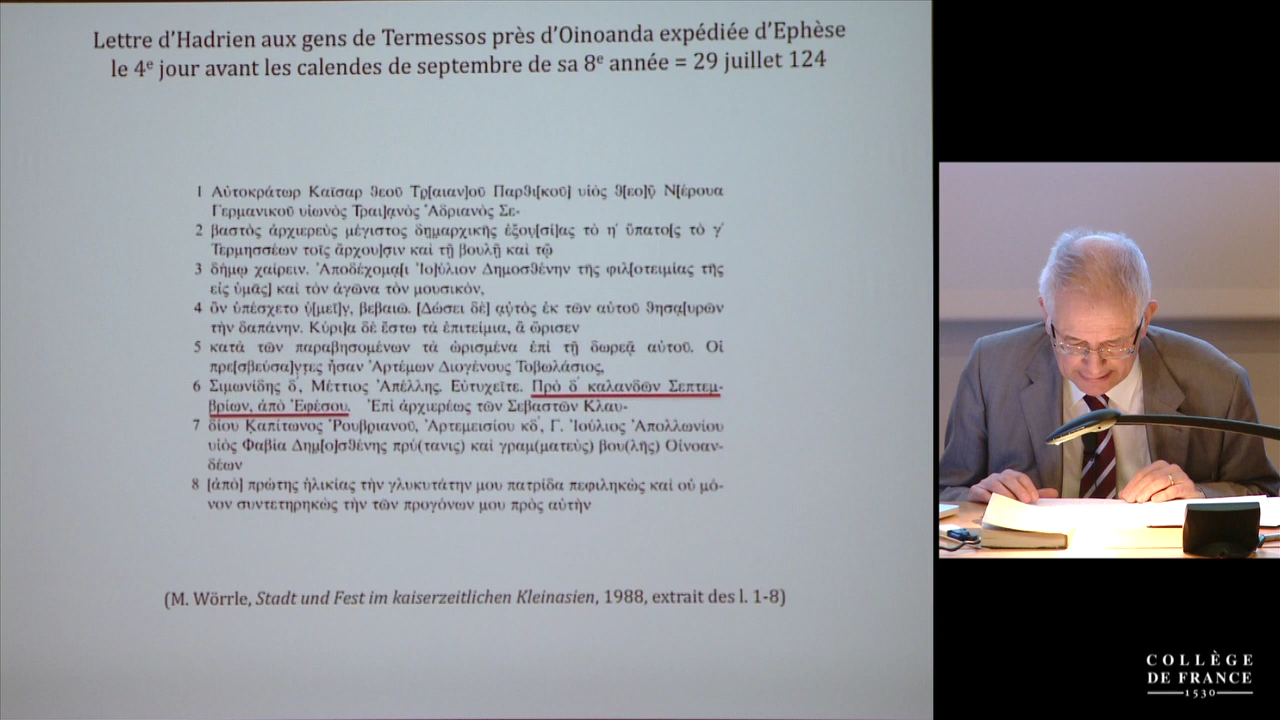 Lettre d'Hadrien aux gens de Termessos près d'Oinoanda expédiée d'Ephèse
le 4e jour avant les calendes de septembre de sa 8e année = 29 juillet 124
1 Αὐτοκράτωρ Καῖσαρ θεοῦ Τρ[αιαν]οῦ Παρθι[κοῦ] υἱὸς θ[εο]ῦ Ν[έρουα
Γερμανικοῦ υἱωνὸς Τραι]ανὸς Ἁδριανὸς Σε-
2 βαστὸς ἀρχιερεὺς μέγιστος δημαρχικῆς ἐξου[σί]ας τὸ η´ ὕπατο[ς τὸ γ´
Τερμησσέων τοῖς ἄρχου]σιν καὶ τῇ βουλῇ καὶ τῷ
3 δήμῳ χαίρειν. Ἀποδέχομα[ι Ἰο]ύλιον Δημοσθένην τῆς φιλ[οτειμίας τῆς
εἰς ὑμᾶς] καὶ τὸν ἀγῶνα τὸν μουσικόν,
4 ὃν ὑπέσχετο ὑ[μεῖ]ν, βεβαιῶ. [Δώσει δὲ] αὐτὸς ἐκ τῶν αὑτοῦ θησα[υρῶν
τὴν δαπάνην. Κύρι]α δὲ ἔστω τὰ ἐπιτείμια, ἃ ὥρισεν
5 κατὰ τῶν παραβησομένων τὰ ὡρισμένα ἐπὶ τῇ δωρεᾷ αὐτοῦ. Οἱ
πρε[σβεύσα]ντες ἦσαν Ἀρτέμων Διογένους Τοβωλάσιος,
6 Σιμωνίδης δ´, Μέττιος Ἀπέλλης. Εὐτυχεῖτε. Πρὸ δ´ καλανδῶν Σεπτεμ-
βρίων, ἀπὸ Ἐφέσου. Ἐπὶ ἀρχιερέως τῶν Σεβαστῶν Κλαυ-
7 δίου Καπίτωνος Ῥουβριανοῦ, Ἀρτεμεισίου κδ´, Γ. Ἰούλιος Ἀπολλωνίου
υἱὸς Φαβία Δημ[ο]σθένης πρύ(τανις) καὶ γραμ(ματεὺς) βου(λῆς) Οἰνοαν-
δέων
8 [ἀπὸ] πρώτης ἡλικίας τὴν γλυκυτάτην μου πατρίδα πεφιληκὼς καὶ οὐ μό-
νον συντετηρηκὼς τὴν τῶν προγόνων μου πρὸς αὐτὴν
(M. Wörrle, Stadt und Fest im kaiserzeitlichen Kleinasien, 1988, extrait des l. 1-8)
COLLÈGE
DE FRANCE
1530